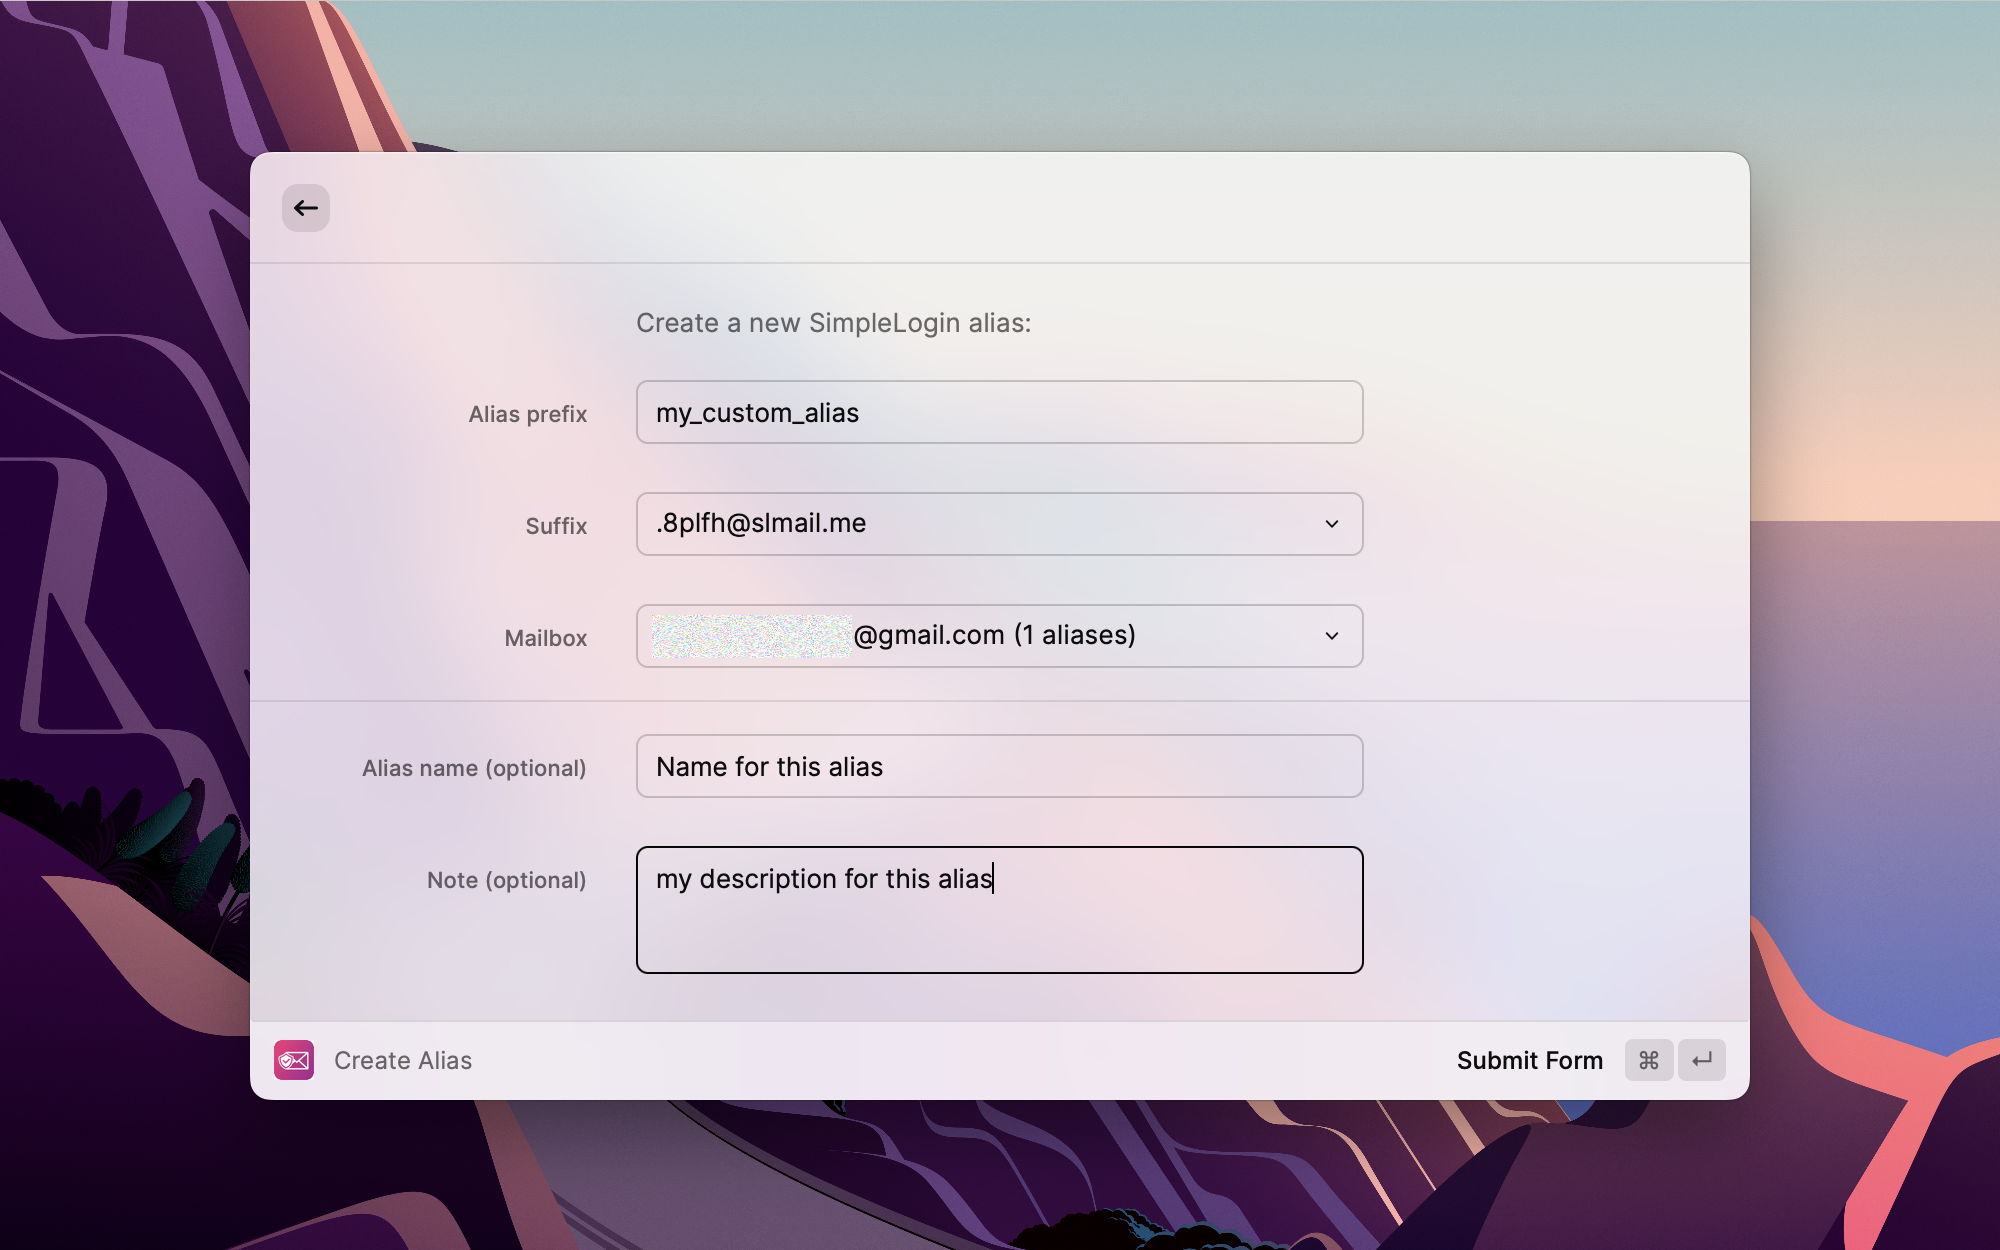 Create a new SimpleLogin alias:
Alias prefix
my_custom_alias
Suffix
.8plfh@slmail.me
Mailbox
@gmail.com (1 aliases)
Alias name (optional)
Name for this alias
Note (optional)
my description for this alias
Create Alias
Submit Form ⌘ ↵